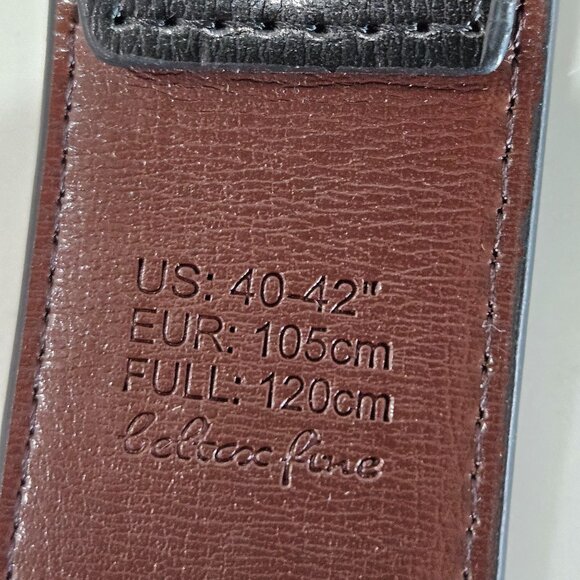 US: 40-42"
EUR: 105cm
FULL: 120cm
beltox fine